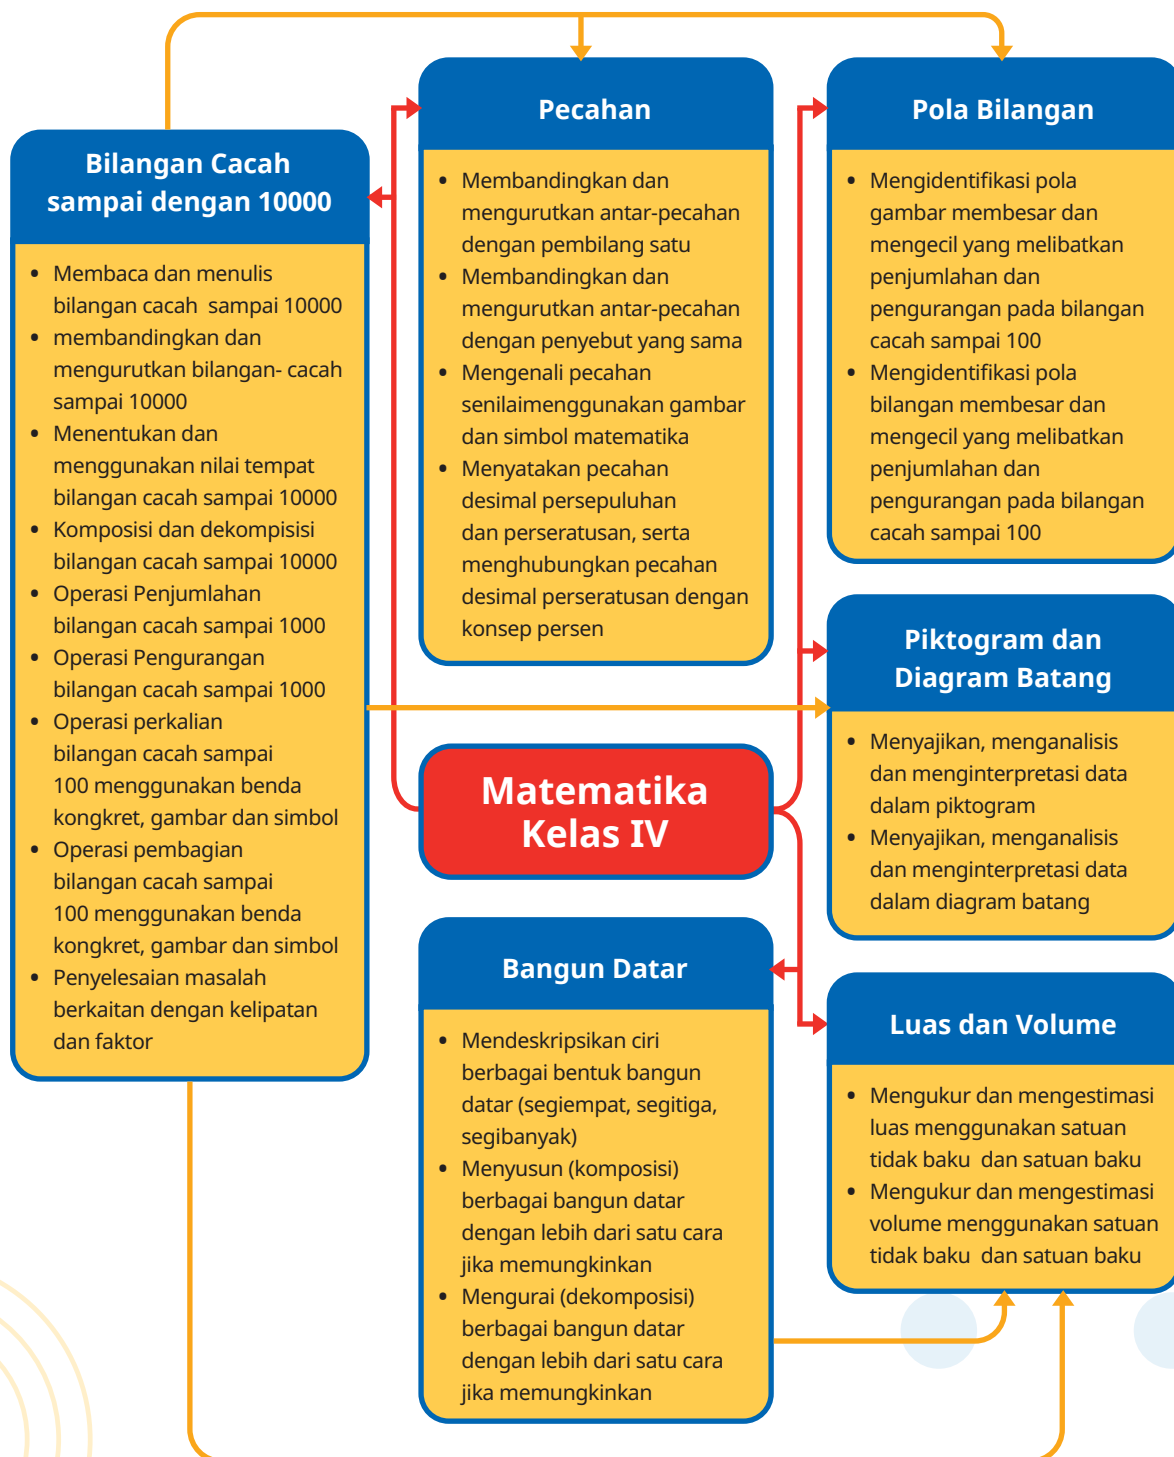 Bilangan Cacah
sampai dengan 10000
• Membaca dan menulis
bilangan cacah  sampai 10000
• membandingkan dan
mengurutkan bilangan- cacah
sampai 10000
• Menentukan dan
menggunakan nilai tempat
bilangan cacah sampai 10000
• Komposisi dan dekompisisi
bilangan cacah sampai 10000
• Operasi Penjumlahan
bilangan cacah sampai 1000
• Operasi Pengurangan
bilangan cacah sampai 1000
• Operasi perkalian
bilangan cacah sampai
100 menggunakan benda
kongkret, gambar dan simbol
• Operasi pembagian
bilangan cacah sampai
100 menggunakan benda
kongkret, gambar dan simbol
• Penyelesaian masalah
berkaitan dengan kelipatan
dan faktor
Pecahan
• Membandingkan dan
mengurutkan antar-pecahan
dengan pembilang satu
• Membandingkan dan
mengurutkan antar-pecahan
dengan penyebut yang sama
• Mengenali pecahan
senilaimenggunakan gambar
dan simbol matematika
• Menyatakan pecahan
desimal persepuluhan
dan perseratusan, serta
menghubungkan pecahan
desimal perseratusan dengan
konsep persen
Matematika
Kelas IV
Bangun Datar
• Mendeskripsikan ciri
berbagai bentuk bangun
datar (segiempat, segitiga,
segibanyak)
• Menyusun (komposisi)
berbagai bangun datar
dengan lebih dari satu cara
jika memungkinkan
• Mengurai (dekomposisi)
berbagai bangun datar
dengan lebih dari satu cara
jika memungkinkan
Pola Bilangan
• Mengidentifikasi pola
gambar membesar dan
mengecil yang melibatkan
penjumlahan dan
pengurangan pada bilangan
cacah sampai 100
• Mengidentifikasi pola
bilangan membesar dan
mengecil yang melibatkan
penjumlahan dan
pengurangan pada bilangan
cacah sampai 100
Piktogram dan
Diagram Batang
• Menyajikan, menganalisis
dan menginterpretasi data
dalam piktogram
• Menyajikan, menganalisis
dan menginterpretasi data
dalam diagram batang
Luas dan Volume
• Mengukur dan mengestimasi
luas menggunakan satuan
tidak baku  dan satuan baku
• Mengukur dan mengestimasi
volume menggunakan satuan
tidak baku  dan satuan baku